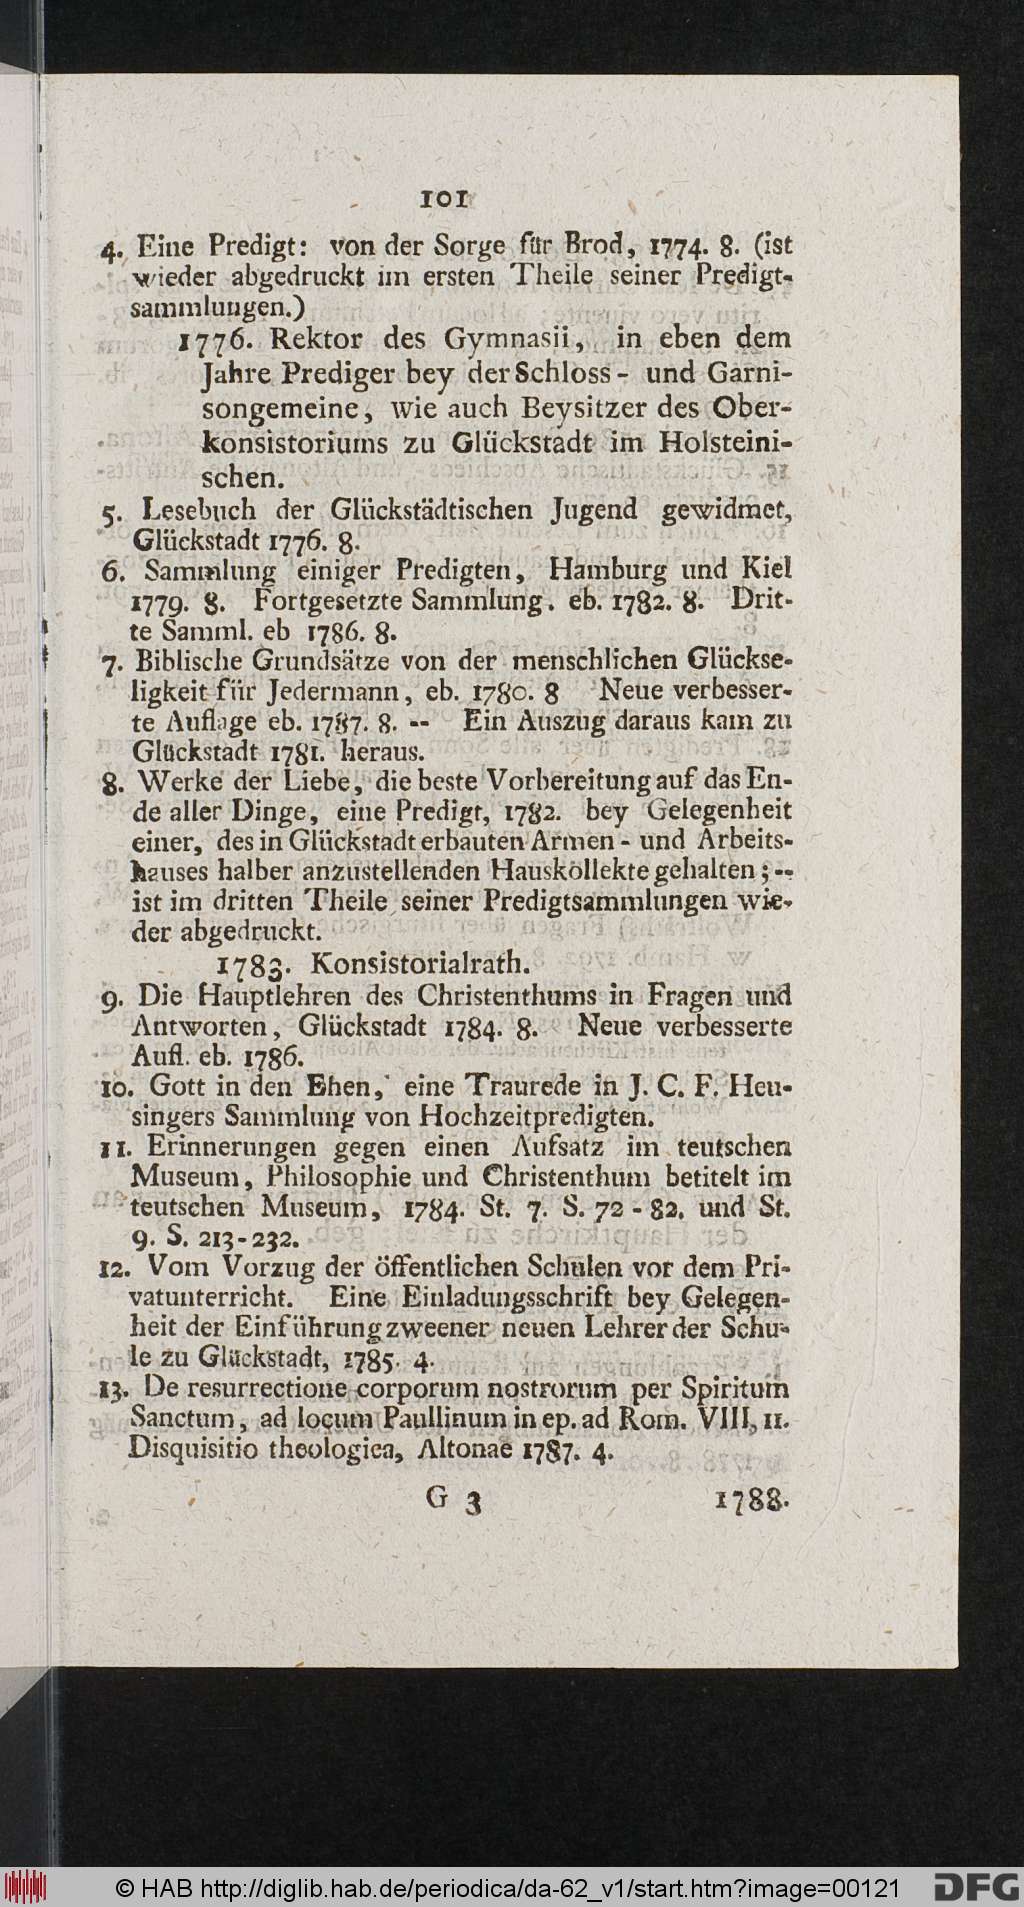 101
4. Eine Predigt: von der Sorge für Brod, 1774. 8. (ist
wieder abgedruckt im ersten Theile seiner Predigt-
sammlungen.)
1776. Rektor des Gymnasii, in eben dem
Jahre Prediger bey der Schloss- und Garni-
songemeine, wie auch Beysitzer des Ober-
konsistoriums zu Glückstadt im Holsteini-
schen.
5. Lesebuch der Glückstädtischen Jugend gewidmet,
Glückstadt 1776. 8.
6. Sammlung einiger Predigten, Hamburg und Kiel
1779. 8. Fortgesetzte Sammlung. eb. 1782. 8. Drit-
te Samml. eb 1786. 8.
7. Biblische Grundsätze von der menschlichen Glückse-
ligkeit für Jedermann, eb. 1780. 8 Neue verbesser-
te Auflage eb. 1787. 8. -- Ein Auszug daraus kam zu
Glückstadt 1781. heraus.
8. Werke der Liebe, die beste Vorbereitung auf das En-
de aller Dinge, eine Predigt, 1782. bey Gelegenheit
einer, des in Glückstadt erbauten Armen- und Arbeits-
hauses halber anzustellenden Hauskollekte gehalten; --
ist im dritten Theile seiner Predigtsammlungen wie-
der abgedruckt.
1783. Konsistorialrath.
9. Die Hauptlehren des Christenthums in Fragen und
Antworten, Glückstadt 1784. 8. Neue verbesserte
Aufl. eb. 1786.
10. Gott in den Ehen, eine Traurede in J. C. F. Heu-
singers Sammlung von Hochzeitpredigten.
11. Erinnerungen gegen einen Aufsatz im teutschen
Museum, Philosophie und Christenthum betitelt im
teutschen Museum, 1784. St. 7. S. 72-82. und St.
9. S. 213-232.
12. Vom Vorzug der öffentlichen Schulen vor dem Pri-
vatunterricht. Eine Einladungsschrift bey Gelegen-
heit der Einführung zweener neuen Lehrer der Schu-
le zu Glückstadt, 1785. 4.
13. De resurrectione corporum nostrorum per Spiritum
Sanctum, ad locum Paullinum in ep. ad Rom. VIII, 11.
Disquisitio theologica, Altonae 1787. 4.
G 3 1788.
© HAB http://diglib.hab.de/periodica/da-62_v1/start.htm?image=00121
DFG